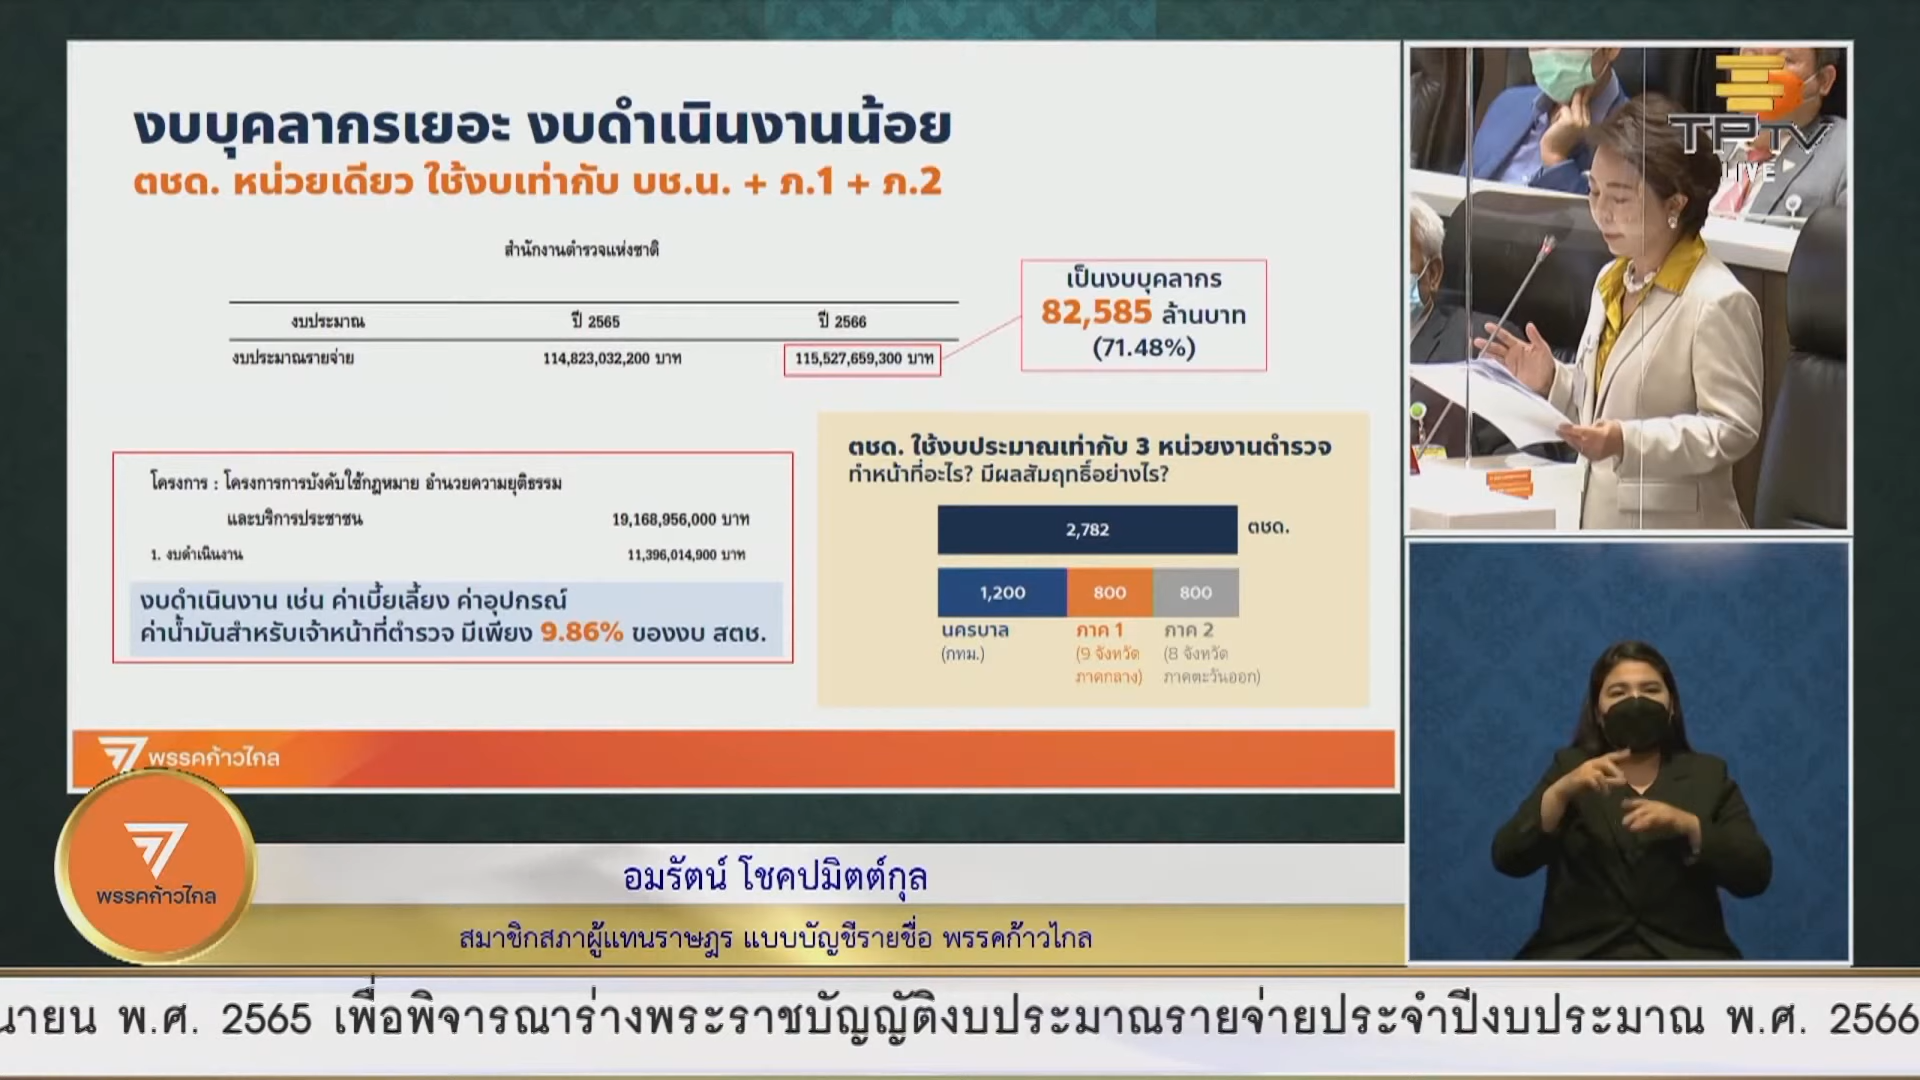 งบบุคลากรเยอะ งบดำเนินงานน้อย
ตชด. หน่วยเดียว ใช้งบเท่ากับ บช.น. + ภ.1 + ภ.2
สำนักงานตำรวจแห่งชาติ
งบประมาณ ปี 2565 ปี 2566
งบประมาณรายจ่าย 114,823,032,200 บาท 115,527,659,300 บาท
เป็นงบบุคลากร
82,585 ล้านบาท
(71.48%)
โครงการ : โครงการการบังคับใช้กฎหมาย อำนวยความยุติธรรม
และบริการประชาชน 19,168,956,000 บาท
1. งบดำเนินงาน 11,396,014,900 บาท
งบดำเนินงาน เช่น ค่าเบี้ยเลี้ยง ค่าอุปกรณ์
ค่าน้ำมันสำหรับเจ้าหน้าที่ตำรวจ มีเพียง 9.86% ของงบ สตช.
ตชด. ใช้งบประมาณเท่ากับ 3 หน่วยงานตำรวจ
ทำหน้าที่อะไร? มีผลสัมฤทธิ์อย่างไร?
2,782 ตชด.
1,200 800 800
นครบาล ภาค 1 ภาค 2
(กทม.) (9 จังหวัด (8 จังหวัด
ภาคกลาง) ภาคตะวันออก)
พรรคก้าวไกล
TPTV
LIVE
พรรคก้าวไกล
อมรัตน์ โชคปมิตต์กุล
สมาชิกสภาผู้แทนราษฎร แบบบัญชีรายชื่อ พรรคก้าวไกล
นายน พ.ศ. 2565 เพื่อพิจารณาร่างพระราชบัญญัติงบประมาณรายจ่ายประจำปีงบประมาณ พ.ศ. 2566